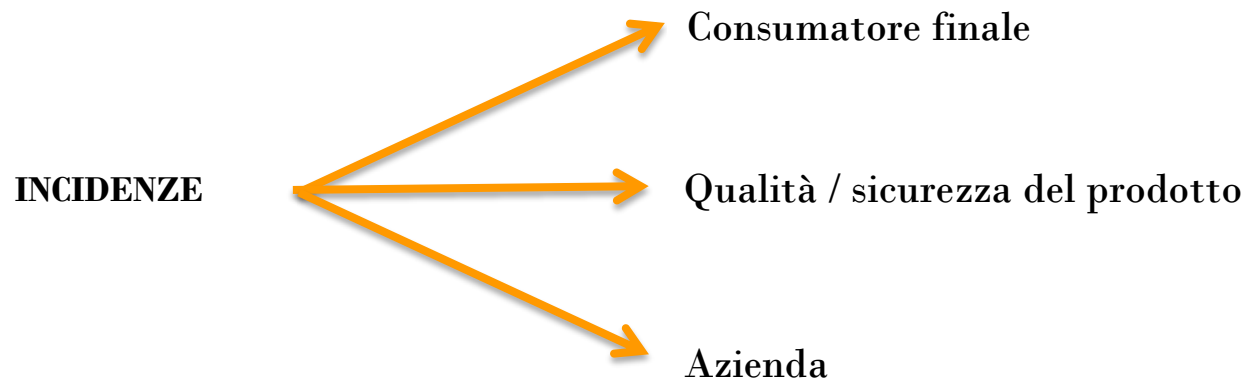 Consumatore finale
INCIDENZE
Qualità / sicurezza del prodotto
Azienda